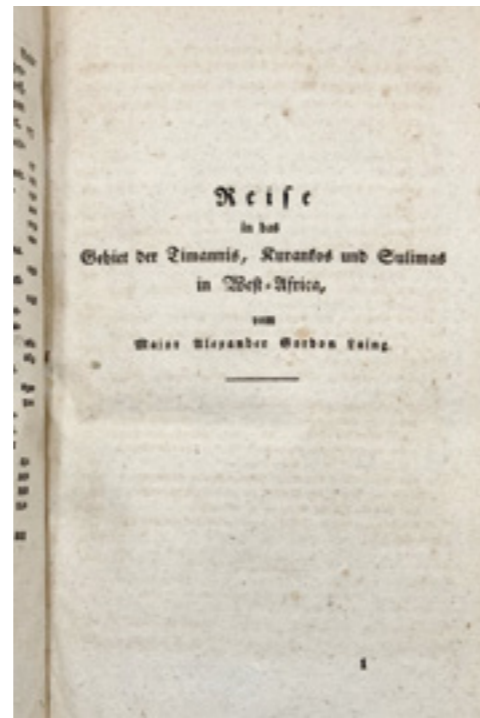 Reise
in das
Gebiet der Timannis, Kurankos und Sulimas
in West-Africa,
vom
Major Alexander Gordon Laing.
1